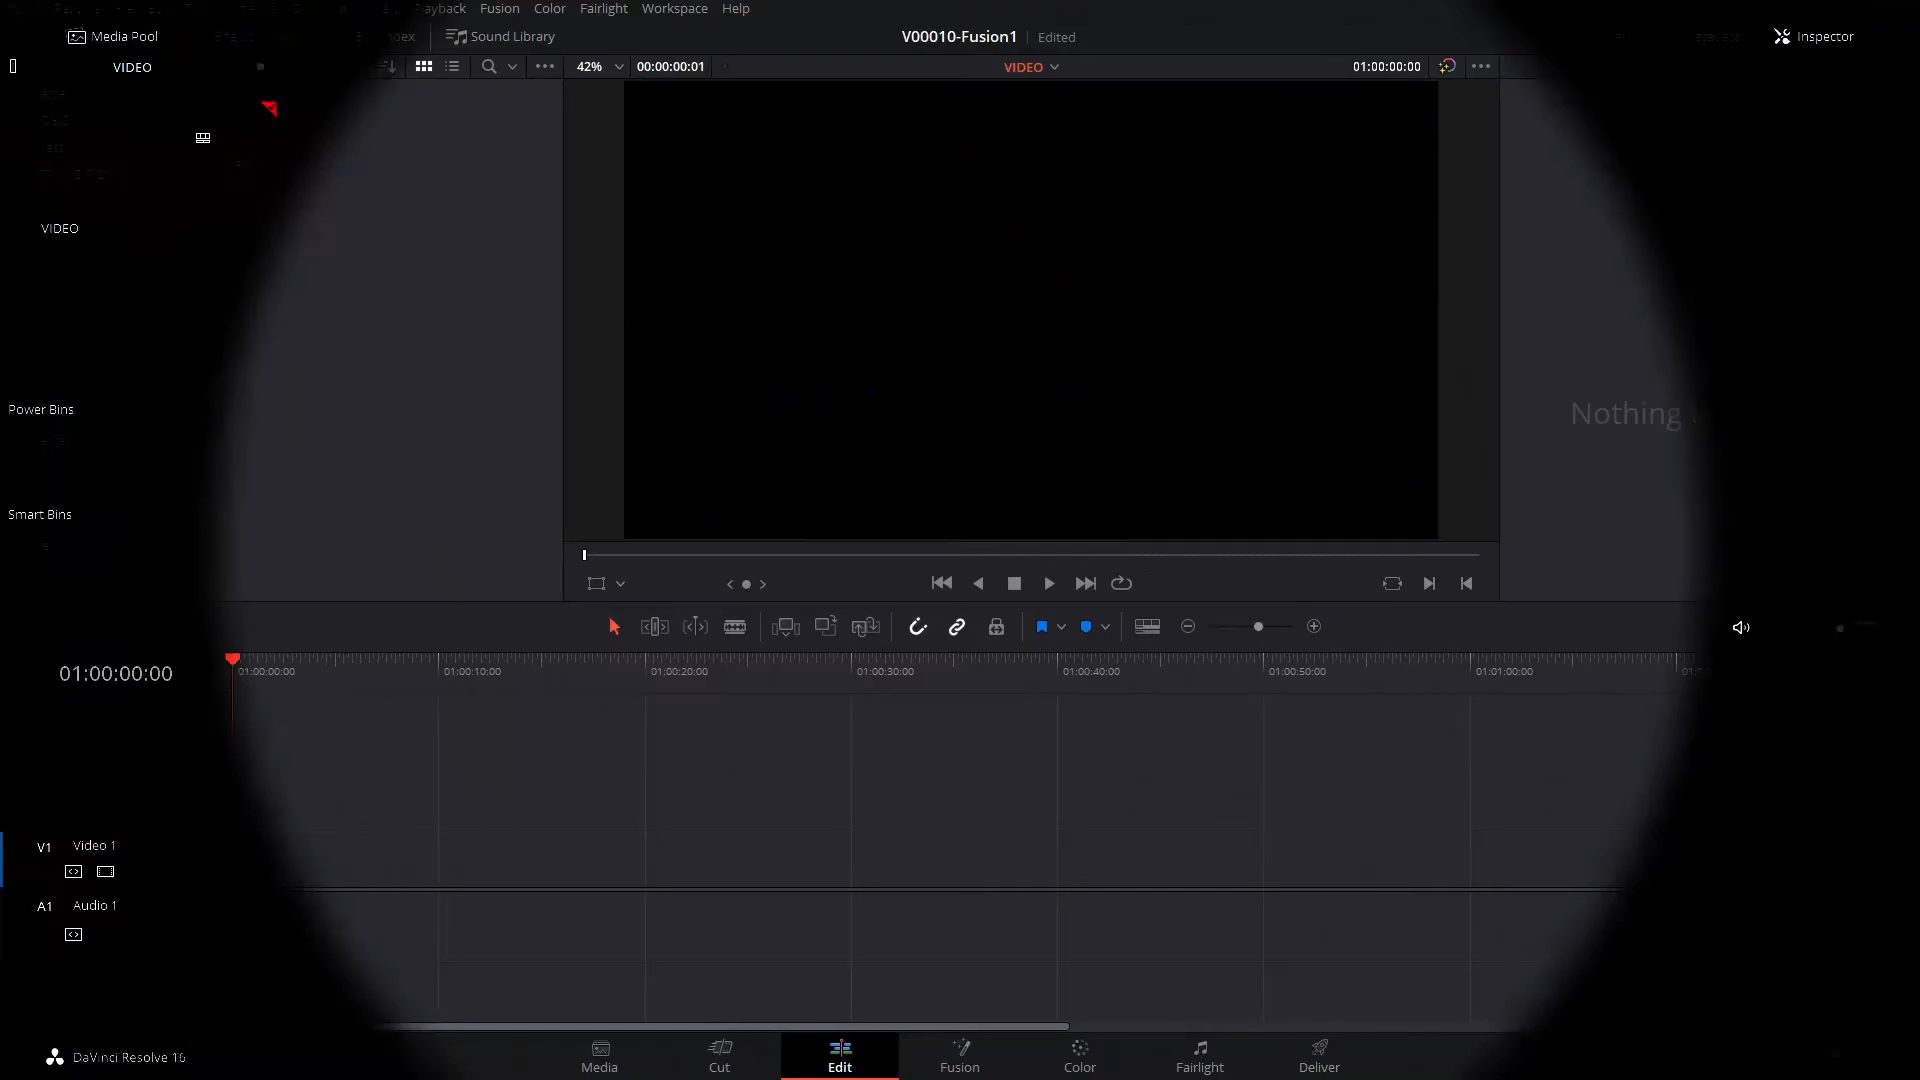 Playback Fusion Color Fairlight Workspace Help
Media Pool
Sound Library
V00010-Fusion1
Edited
Inspector
VIDEO
42%
00:00:00:01
VIDEO
01:00:00:00
VIDEO
Power Bins
Nothing
Smart Bins
01:00:00:00
01:00:00:00
01:00:10:00
01:00:20:00
01:00:30:00
01:00:40:00
01:00:50:00
01:01:00:00
V1 Video 1
A1 Audio 1
DaVinci Resolve 16
Media
Cut
Edit
Fusion
Color
Fairlight
Deliver